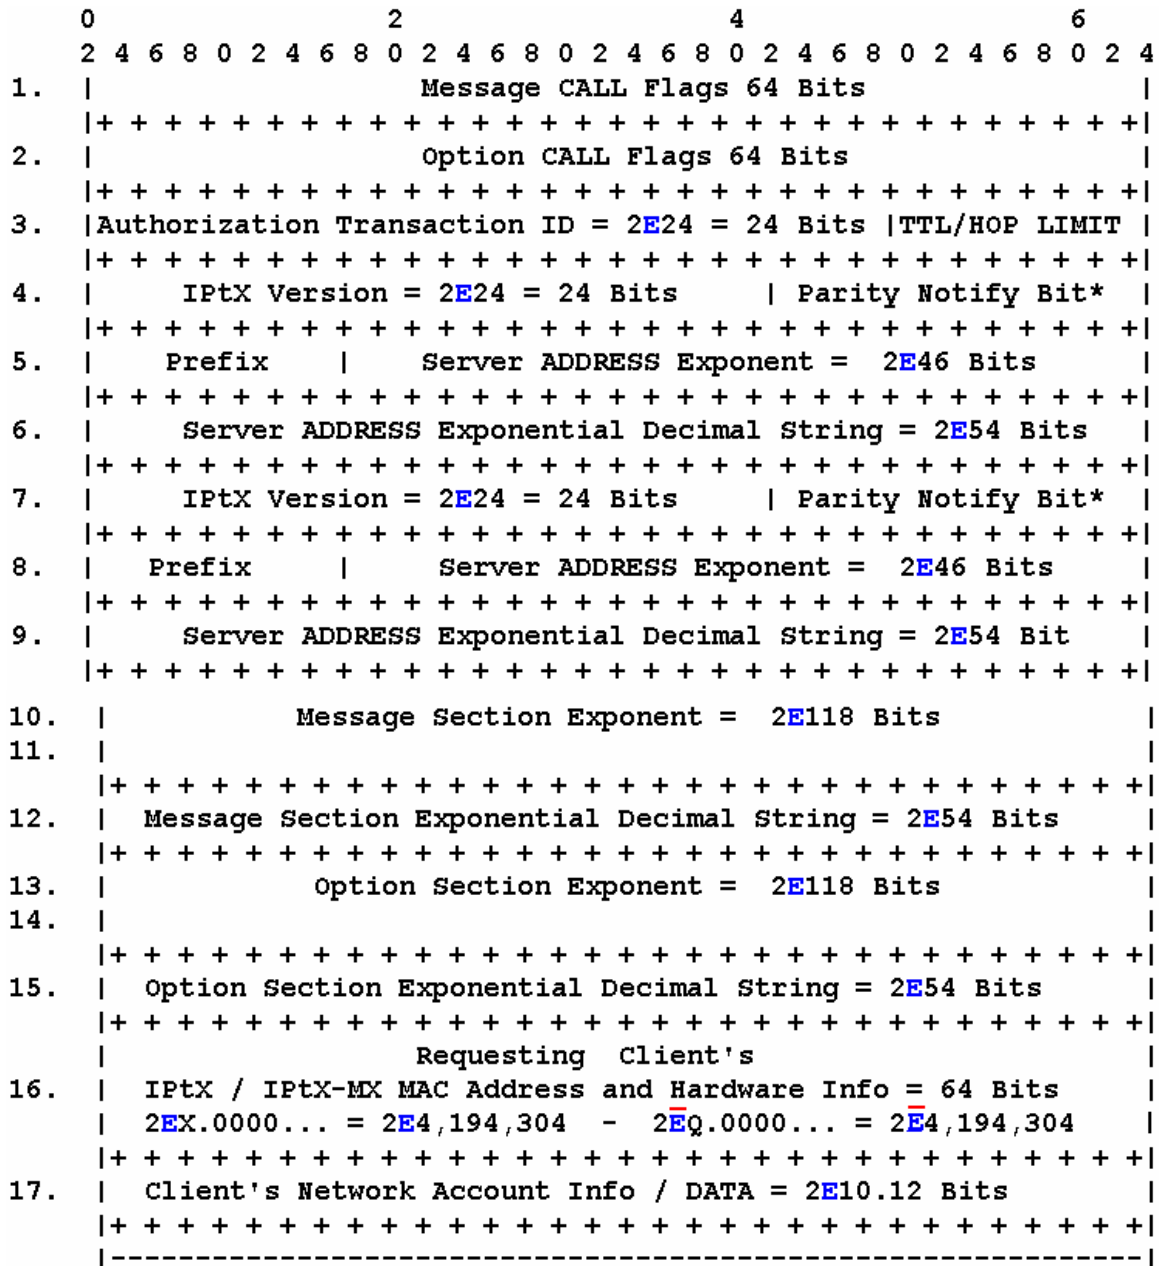 0 2 4 6
2 4 6 8 0 2 4 6 8 0 2 4 6 8 0 2 4 6 8 0 2 4 6 8 0 2 4 6 8 0 2 4
1. | Message CALL Flags 64 Bits |
|+ + + + + + + + + + + + + + + + + + + + + + + + + + + + + + +|
2. | Option CALL Flags 64 Bits |
|+ + + + + + + + + + + + + + + + + + + + + + + + + + + + + + +|
3. |Authorization Transaction ID = 2E24 = 24 Bits |TTL/HOP LIMIT |
|+ + + + + + + + + + + + + + + + + + + + + + + + + + + + + + +|
4. | IPtX Version = 2E24 = 24 Bits | Parity Notify Bit* |
|+ + + + + + + + + + + + + + + + + + + + + + + + + + + + + + +|
5. | Prefix | Server ADDRESS Exponent = 2E46 Bits |
|+ + + + + + + + + + + + + + + + + + + + + + + + + + + + + + +|
6. | Server ADDRESS Exponential Decimal String = 2E54 Bits |
|+ + + + + + + + + + + + + + + + + + + + + + + + + + + + + + +|
7. | IPtX Version = 2E24 = 24 Bits | Parity Notify Bit* |
|+ + + + + + + + + + + + + + + + + + + + + + + + + + + + + + +|
8. | Prefix | Server ADDRESS Exponent = 2E46 Bits |
|+ + + + + + + + + + + + + + + + + + + + + + + + + + + + + + +|
9. | Server ADDRESS Exponential Decimal String = 2E54 Bit |
|+ + + + + + + + + + + + + + + + + + + + + + + + + + + + + + +|
10. | Message Section Exponent = 2E118 Bits |
11. | |
|+ + + + + + + + + + + + + + + + + + + + + + + + + + + + + + +|
12. | Message Section Exponential Decimal String = 2E54 Bits |
|+ + + + + + + + + + + + + + + + + + + + + + + + + + + + + + +|
13. | Option Section Exponent = 2E118 Bits |
14. | |
|+ + + + + + + + + + + + + + + + + + + + + + + + + + + + + + +|
15. | Option Section Exponential Decimal String = 2E54 Bits |
|+ + + + + + + + + + + + + + + + + + + + + + + + + + + + + + +|
| Requesting Client's |
16. | IPtX / IPtX-MX MAC Address and Hardware Info = 64 Bits |
| 2EX.0000... = 2E4,194,304 - 2E̅Q.0000... = 2E̅4,194,304 |
|+ + + + + + + + + + + + + + + + + + + + + + + + + + + + + + +|
17. | Client's Network Account Info / DATA = 2E10.12 Bits |
|+ + + + + + + + + + + + + + + + + + + + + + + + + + + + + + +|
|-------------------------------------------------------------|